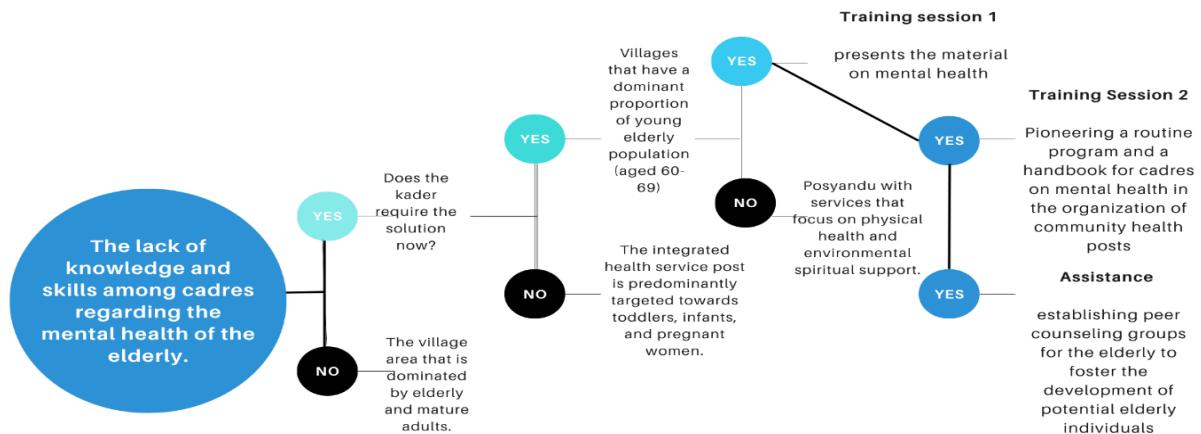 The lack of
knowledge and
skills among cadres
regarding the
mental health of the
elderly.
YES
Does the
kader
require the
solution
now?
NO
The village
area that is
dominated
by elderly
and mature
adults.
YES
Villages
that have a
dominant
proportion
of young
elderly
population
(aged 60-
69)
NO
The integrated
health service post
is predominantly
targeted towards
toddlers, infants,
and pregnant
women.
YES
Training session 1
presents the material
on mental health
NO
Posyandu with
services that
focus on physical
health and
environmental
spiritual support.
YES
Training Session 2
Pioneering a routine
program and a
handbook for cadres
on mental health in
the organization of
community health
posts
YES
Assistance
establishing peer
counseling groups
for the elderly to
foster the
development of
potential elderly
individuals